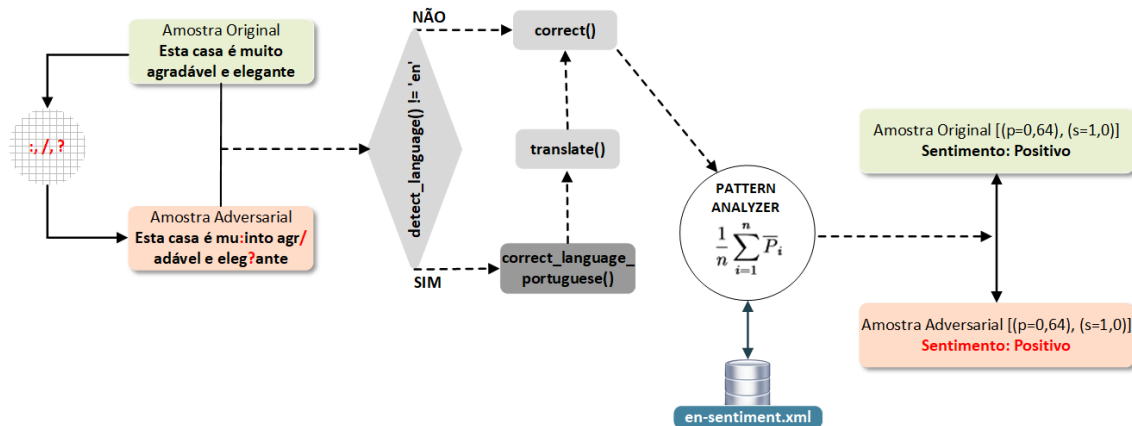 Amostra Original
Esta casa é muito
agradável e elegante
:, /, ?
Amostra Adversarial
Esta casa é mu:into agr/
adável e eleg?ante
detect_language() != 'en'
NÃO
SIM
correct()
translate()
correct_language_
portuguese()
PATTERN
ANALYZER
1/n ∑_{i=1}^{n} P̅_i
en-sentiment.xml
Amostra Original [(p=0,64), (s=1,0)]
Sentimento: Positivo
Amostra Adversarial [(p=0,64), (s=1,0)]
Sentimento: Positivo